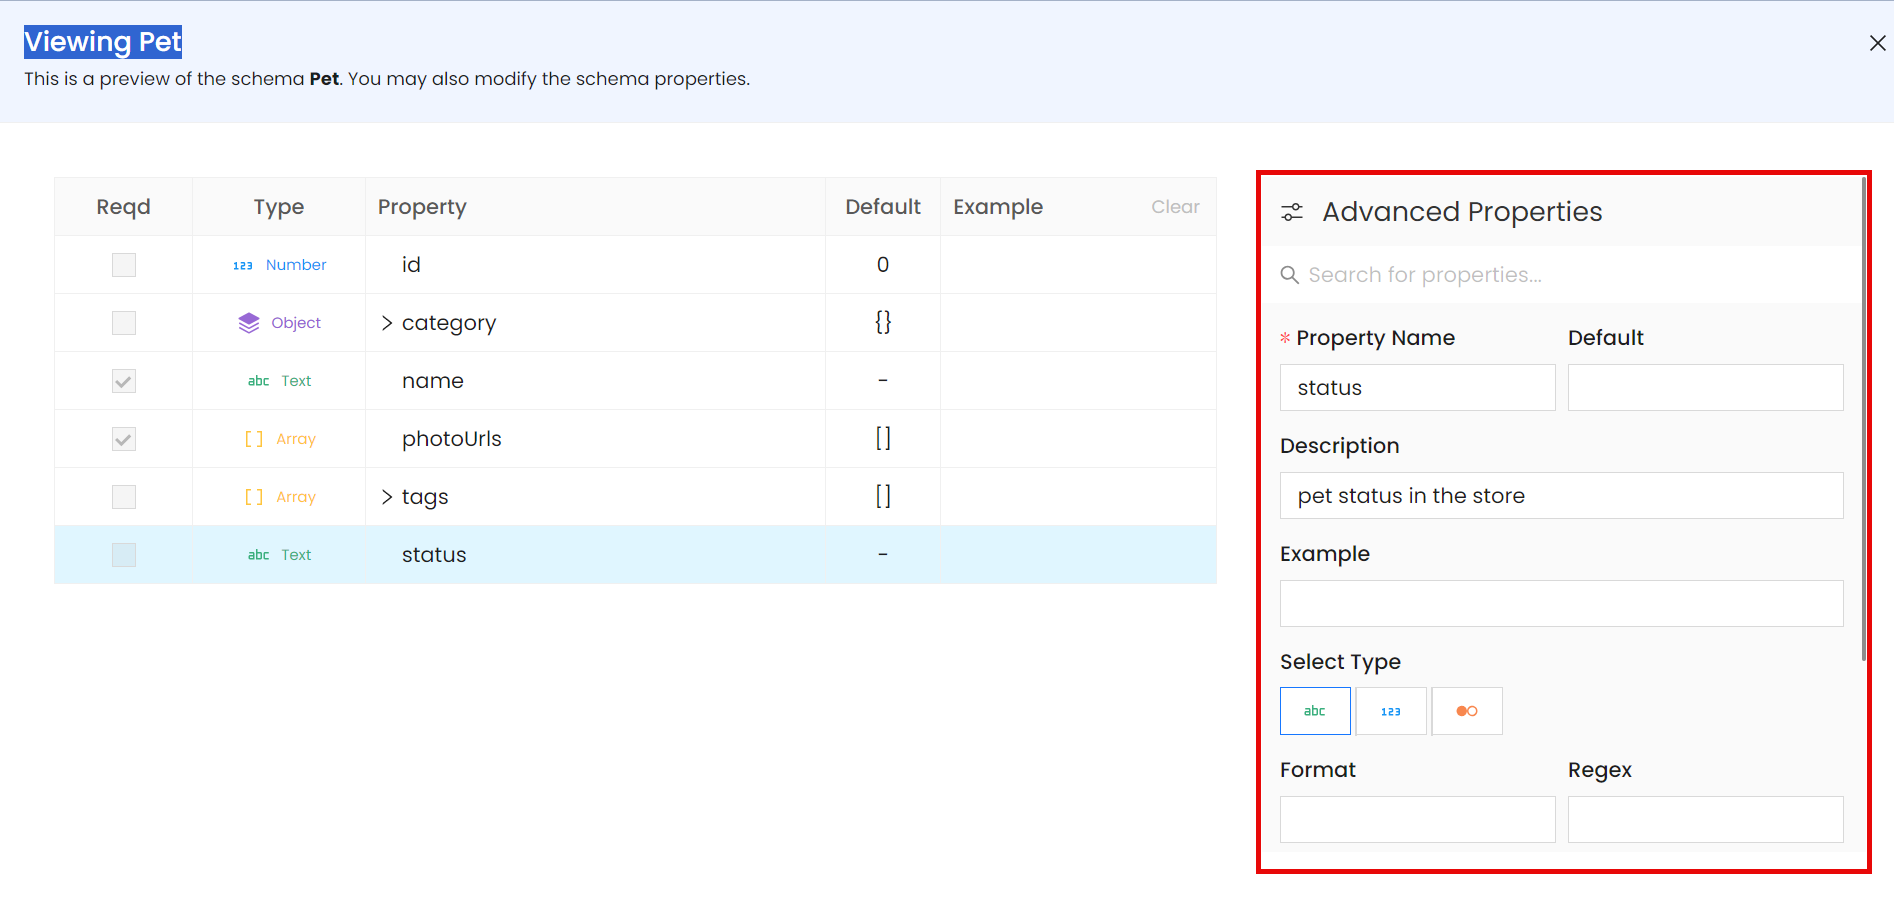 Viewing Pet
This is a preview of the schema Pet. You may also modify the schema properties.
Reqd Type Property Default Example Clear
123 Number id 0
Object > category {}
abc Text name -
[ ] Array photoUrls []
[ ] Array > tags []
abc Text status -
Advanced Properties
Search for properties...
* Property Name Default
status
Description
pet status in the store
Example
Select Type
abc 123
Format Regex